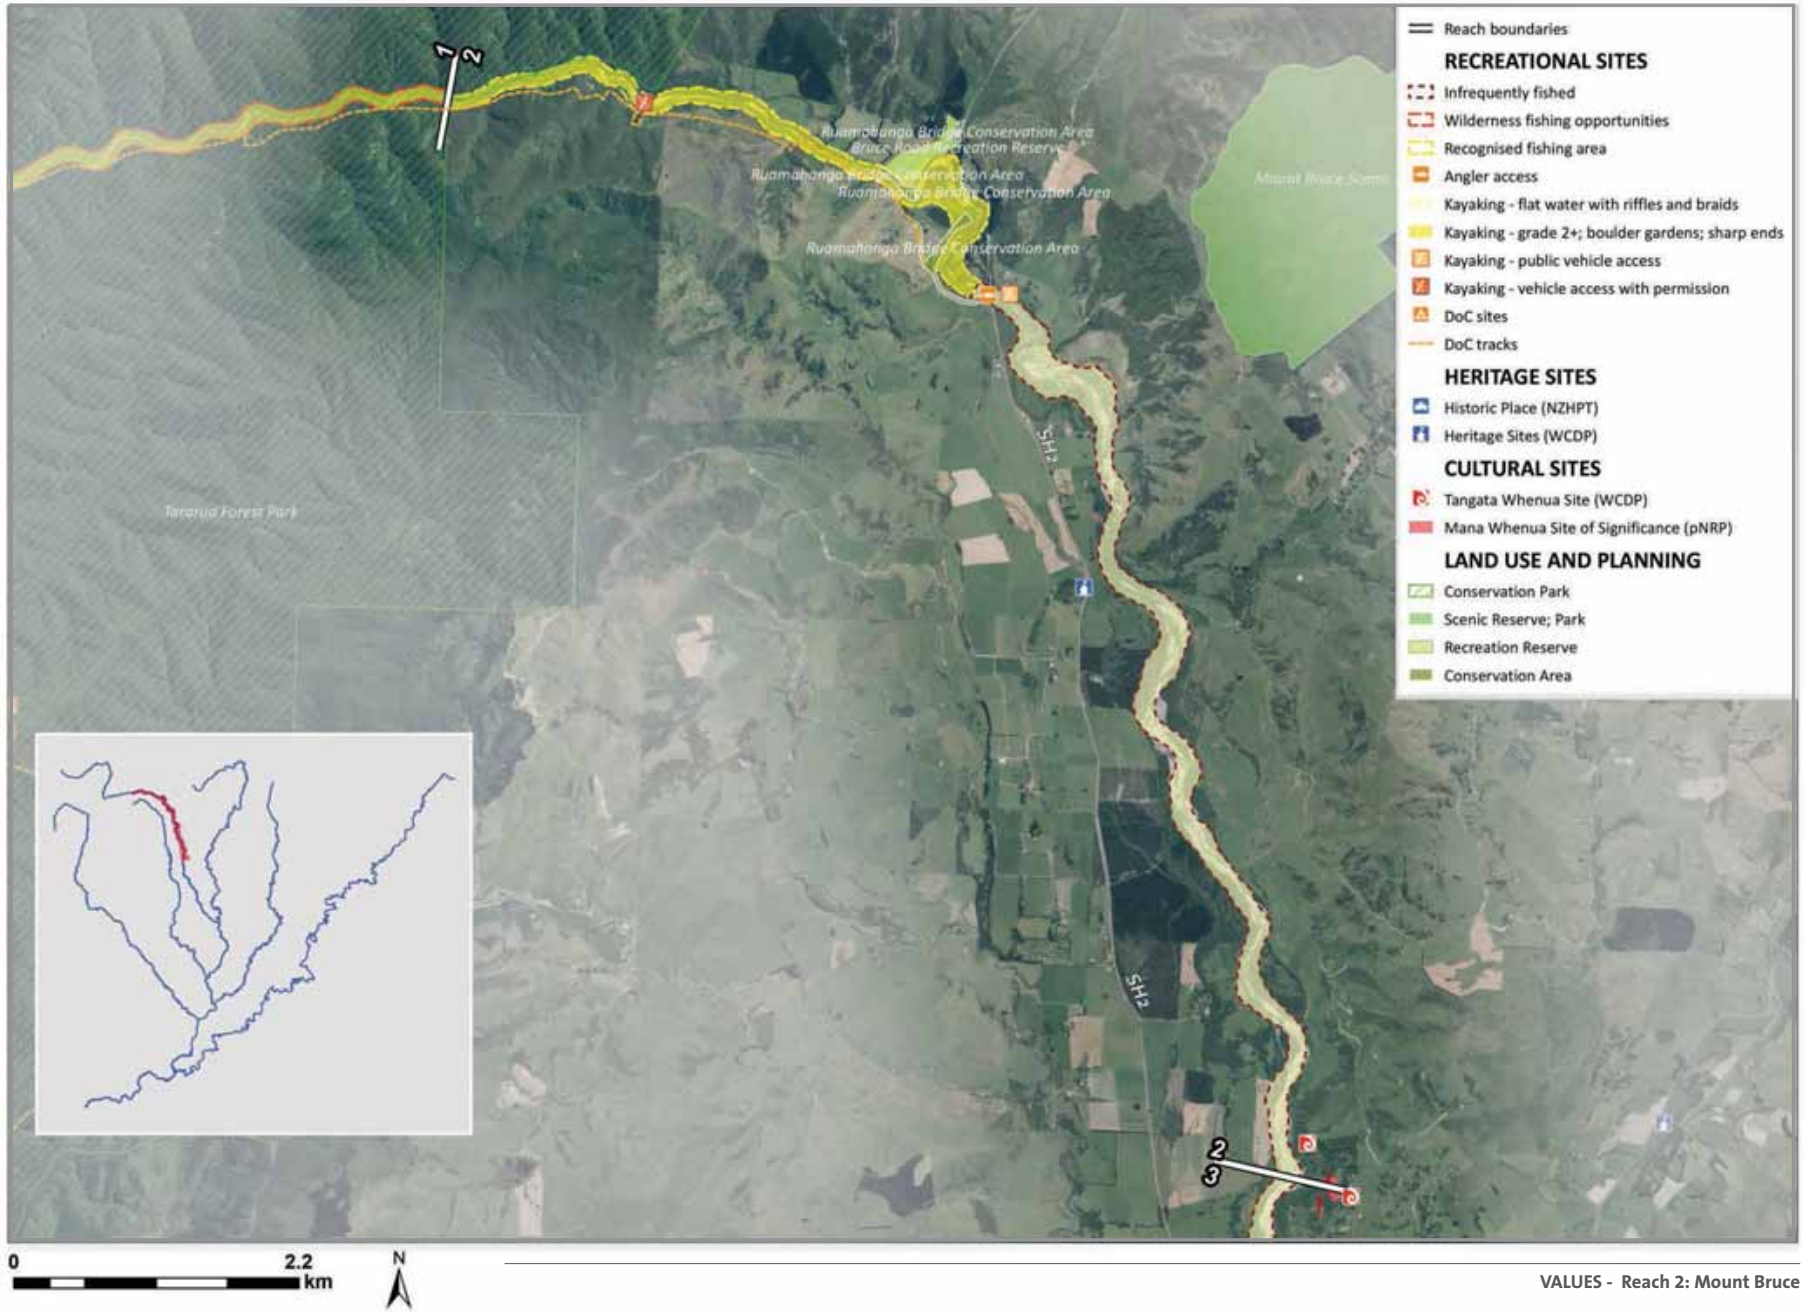 1
2
Ruamahanga Bridge Conservation Area
Bruce Road Recreation Reserve
Ruamahanga Bridge Conservation Area
Ruamahanga Bridge Conservation Area
Ruamahanga Bridge Conservation Area
Mount Bruce Scenic
SH2
Tararua Forest Park
SH2
2
3
Reach boundaries
RECREATIONAL SITES
Infrequently fished
Wilderness fishing opportunities
Recognised fishing area
Angler access
Kayaking - flat water with riffles and braids
Kayaking - grade 2+; boulder gardens; sharp ends
Kayaking - public vehicle access
Kayaking - vehicle access with permission
DoC sites
DoC tracks
HERITAGE SITES
Historic Place (NZHPT)
Heritage Sites (WCDP)
CULTURAL SITES
Tangata Whenua Site (WCDP)
Mana Whenua Site of Significance (pNRP)
LAND USE AND PLANNING
Conservation Park
Scenic Reserve; Park
Recreation Reserve
Conservation Area
0 2.2
km
N
VALUES - Reach 2: Mount Bruce